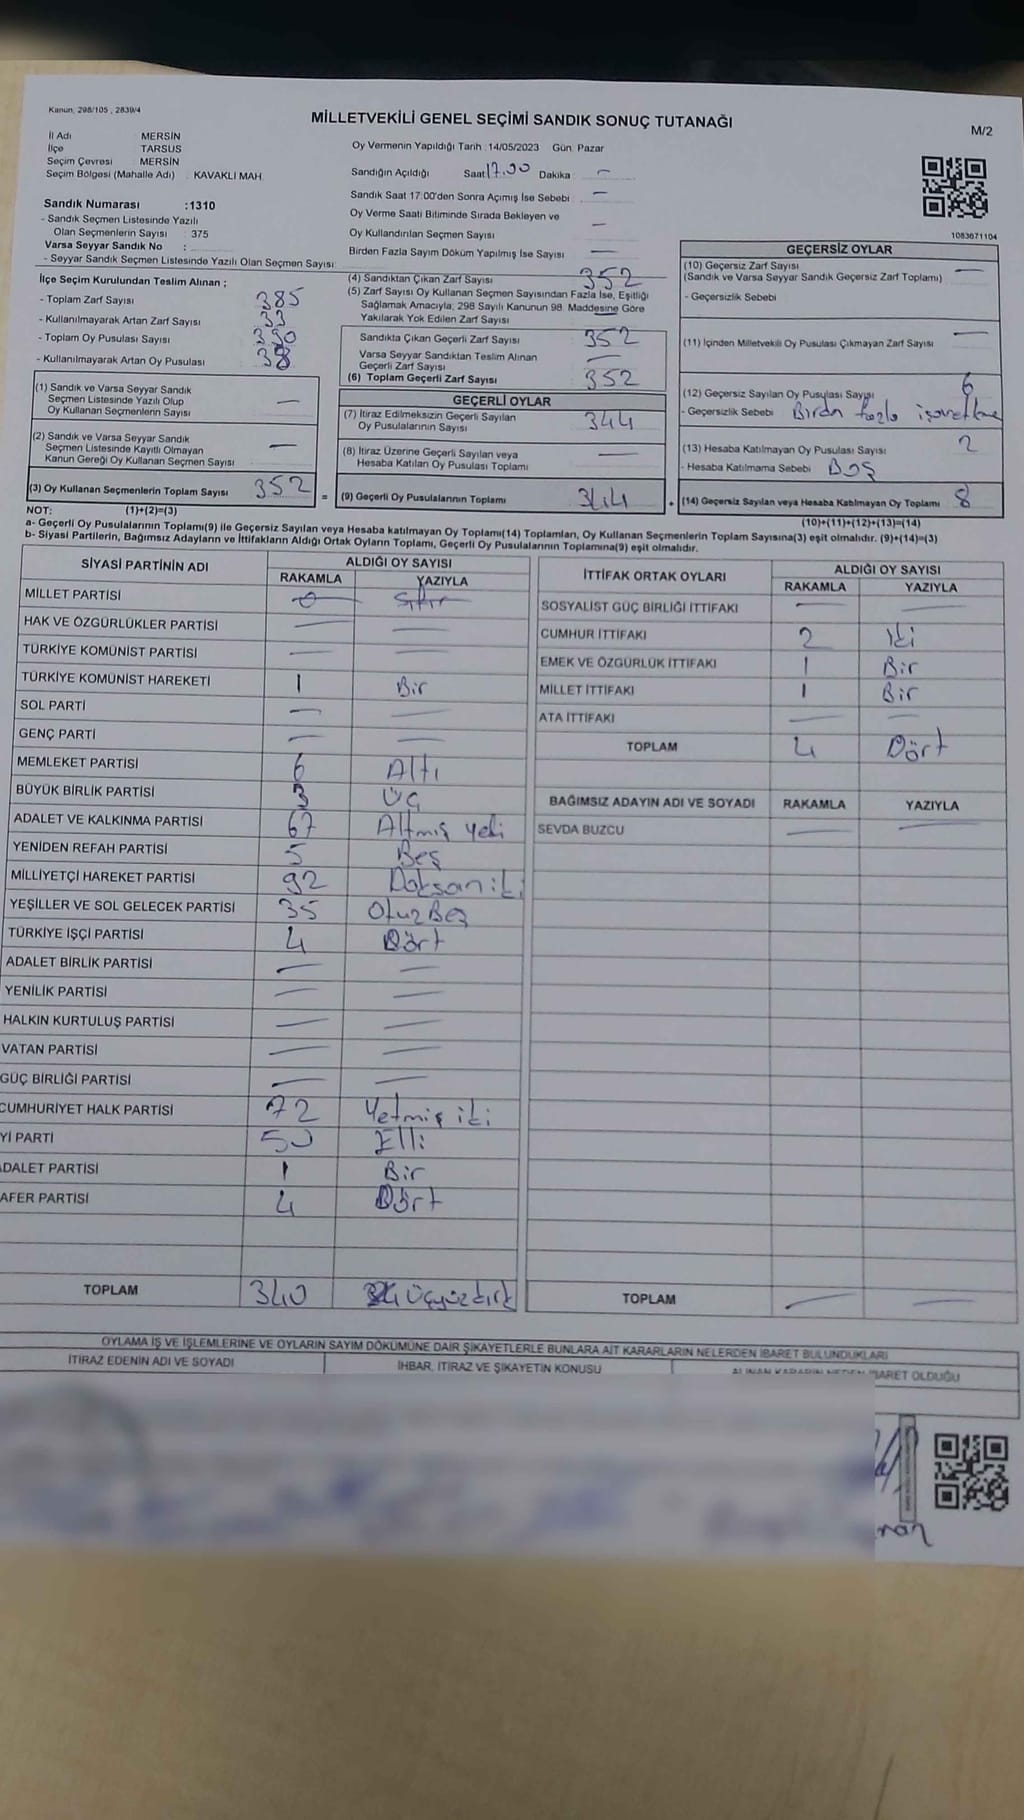 Kanun, 298/105 ; 2839/4
MİLLETVEKİLİ GENEL SEÇİMİ SANDIK SONUÇ TUTANAĞI
M/2
İl Adı MERSİN
İlçe TARSUS
Seçim Çevresi MERSİN
Seçim Bölgesi (Mahalle Adı) KAVAKLI MAH.
Sandık Numarası :1310
- Sandık Seçmen Listesinde Yazılı
Olan Seçmenlerin Sayısı : 375
Varsa Seyyar Sandık No :
- Seyyar Sandık Seçmen Listesinde Yazılı Olan Seçmen Sayısı:
Oy Vermenin Yapıldığı Tarih :14/05/2023 Gün: Pazar
Sandığın Açıldığı Saat 17.00 Dakika : —
Sandık Saat 17:00'den Sonra Açımış İse Sebebi : —
Oy Verme Saati Bitiminde Sırada Bekleyen ve
Oy Kullandırılan Seçmen Sayısı : —
Birden Fazla Sayım Döküm Yapılmış İse Sayısı : —
1083671104
İlçe Seçim Kurulundan Teslim Alınan ;
- Toplam Zarf Sayısı 385
- Kullanılmayarak Artan Zarf Sayısı 33
- Toplam Oy Pusulası Sayısı
- Kullanılmayarak Artan Oy Pusulası 38
(1) Sandık ve Varsa Seyyar Sandık
Seçmen Listesinde Yazılı Olup
Oy Kullanan Seçmenlerin Sayısı —
(2) Sandık ve Varsa Seyyar Sandık
Seçmen Listesinde Kayıtlı Olmayan
Kanun Gereği Oy Kullanan Seçmen Sayısı —
(3) Oy Kullanan Seçmenlerin Toplam Sayısı 352 =
(4) Sandıktan Çıkan Zarf Sayısı 352
(5) Zarf Sayısı Oy Kullanan Seçmen Sayısından Fazla İse, Eşitliği
Sağlamak Amacıyla; 298 Sayılı Kanunun 98. Maddesine Göre
Yakılarak Yok Edilen Zarf Sayısı
Sandıkta Çıkan Geçerli Zarf Sayısı 352
Varsa Seyyar Sandıktan Teslim Alınan
Geçerli Zarf Sayısı —
(6) Toplam Geçerli Zarf Sayısı 352
GEÇERLİ OYLAR
(7) İtiraz Edilmeksizin Geçerli Sayılan
Oy Pusulalarının Sayısı 344
(8) İtiraz Üzerine Geçerli Sayılan veya
Hesaba Katılan Oy Pusulası Toplamı —
(9) Geçerli Oy Pusulalarının Toplamı 344 +
GEÇERSİZ OYLAR
(10) Geçersiz Zarf Sayısı —
(Sandık ve Varsa Seyyar Sandık Geçersiz Zarf Toplamı)
- Geçersizlik Sebebi
(11) İçinden Milletvekili Oy Pusulası Çıkmayan Zarf Sayısı —
(12) Geçersiz Sayılan Oy Pusulası Sayısı 6
- Geçersizlik Sebebi Birden fazla işaretleme
(13) Hesaba Katılmayan Oy Pusulası Sayısı 2
- Hesaba Katılmama Sebebi Boş
(14) Geçersiz Sayılan veya Hesaba Katılmayan Oy Toplamı 8
NOT: (1)+(2)=(3) (10)+(11)+(12)+(13)=(14)
a- Geçerli Oy Pusulalarının Toplamı(9) ile Geçersiz Sayılan veya Hesaba katılmayan Oy Toplamı(14) Toplamları, Oy Kullanan Seçmenlerin Toplam Sayısına(3) eşit olmalıdır. (9)+(14)=(3)
b- Siyasi Partilerin, Bağımsız Adayların ve İttifakların Aldığı Ortak Oyların Toplamı, Geçerli Oy Pusulalarının Toplamına(9) eşit olmalıdır.
SİYASİ PARTİNİN ADI ALDIĞI OY SAYISI
RAKAMLA YAZIYLA
MİLLET PARTİSİ 0 Sıfır
HAK VE ÖZGÜRLÜKLER PARTİSİ — —
TÜRKİYE KOMÜNİST PARTİSİ — —
TÜRKİYE KOMÜNİST HAREKETİ 1 Bir
SOL PARTİ — —
GENÇ PARTİ — —
MEMLEKET PARTİSİ 6 Altı
BÜYÜK BİRLİK PARTİSİ 3 Üç
ADALET VE KALKINMA PARTİSİ 67 Altmış yedi
YENİDEN REFAH PARTİSİ 5 Beş
MİLLİYETÇİ HAREKET PARTİSİ 92 Doksan iki
YEŞİLLER VE SOL GELECEK PARTİSİ 35 Otuz Beş
TÜRKİYE İŞÇİ PARTİSİ 4 Dört
ADALET BİRLİK PARTİSİ — —
YENİLİK PARTİSİ — —
HALKIN KURTULUŞ PARTİSİ — —
VATAN PARTİSİ — —
GÜÇ BİRLİĞİ PARTİSİ — —
CUMHURİYET HALK PARTİSİ 72 Yetmiş iki
Yİ PARTİ 50 Elli
DALET PARTİSİ 1 Bir
AFER PARTİSİ 4 Dört
TOPLAM 340 Üçyüzkırk
İTTİFAK ORTAK OYLARI ALDIĞI OY SAYISI
RAKAMLA YAZIYLA
SOSYALİST GÜÇ BİRLİĞİ İTTİFAKI — —
CUMHUR İTTİFAKI 2 İki
EMEK VE ÖZGÜRLÜK İTTİFAKI 1 Bir
MİLLET İTTİFAKI 1 Bir
ATA İTTİFAKI — —
TOPLAM 4 Dört
BAĞIMSIZ ADAYIN ADI VE SOYADI RAKAMLA YAZIYLA
SEVDA BUZCU — —
TOPLAM — —
OYLAMA İŞ VE İŞLEMLERİNE VE OYLARIN SAYIM DÖKÜMÜNE DAİR ŞİKAYETLERLE BUNLARA AİT KARARLARIN NELERDEN İBARET BULUNDUKLARI
İTİRAZ EDENİN ADI VE SOYADI İHBAR, İTİRAZ VE ŞİKAYETİN KONUSU ALINAN KARARIN NEDEN İBARET OLDUĞU